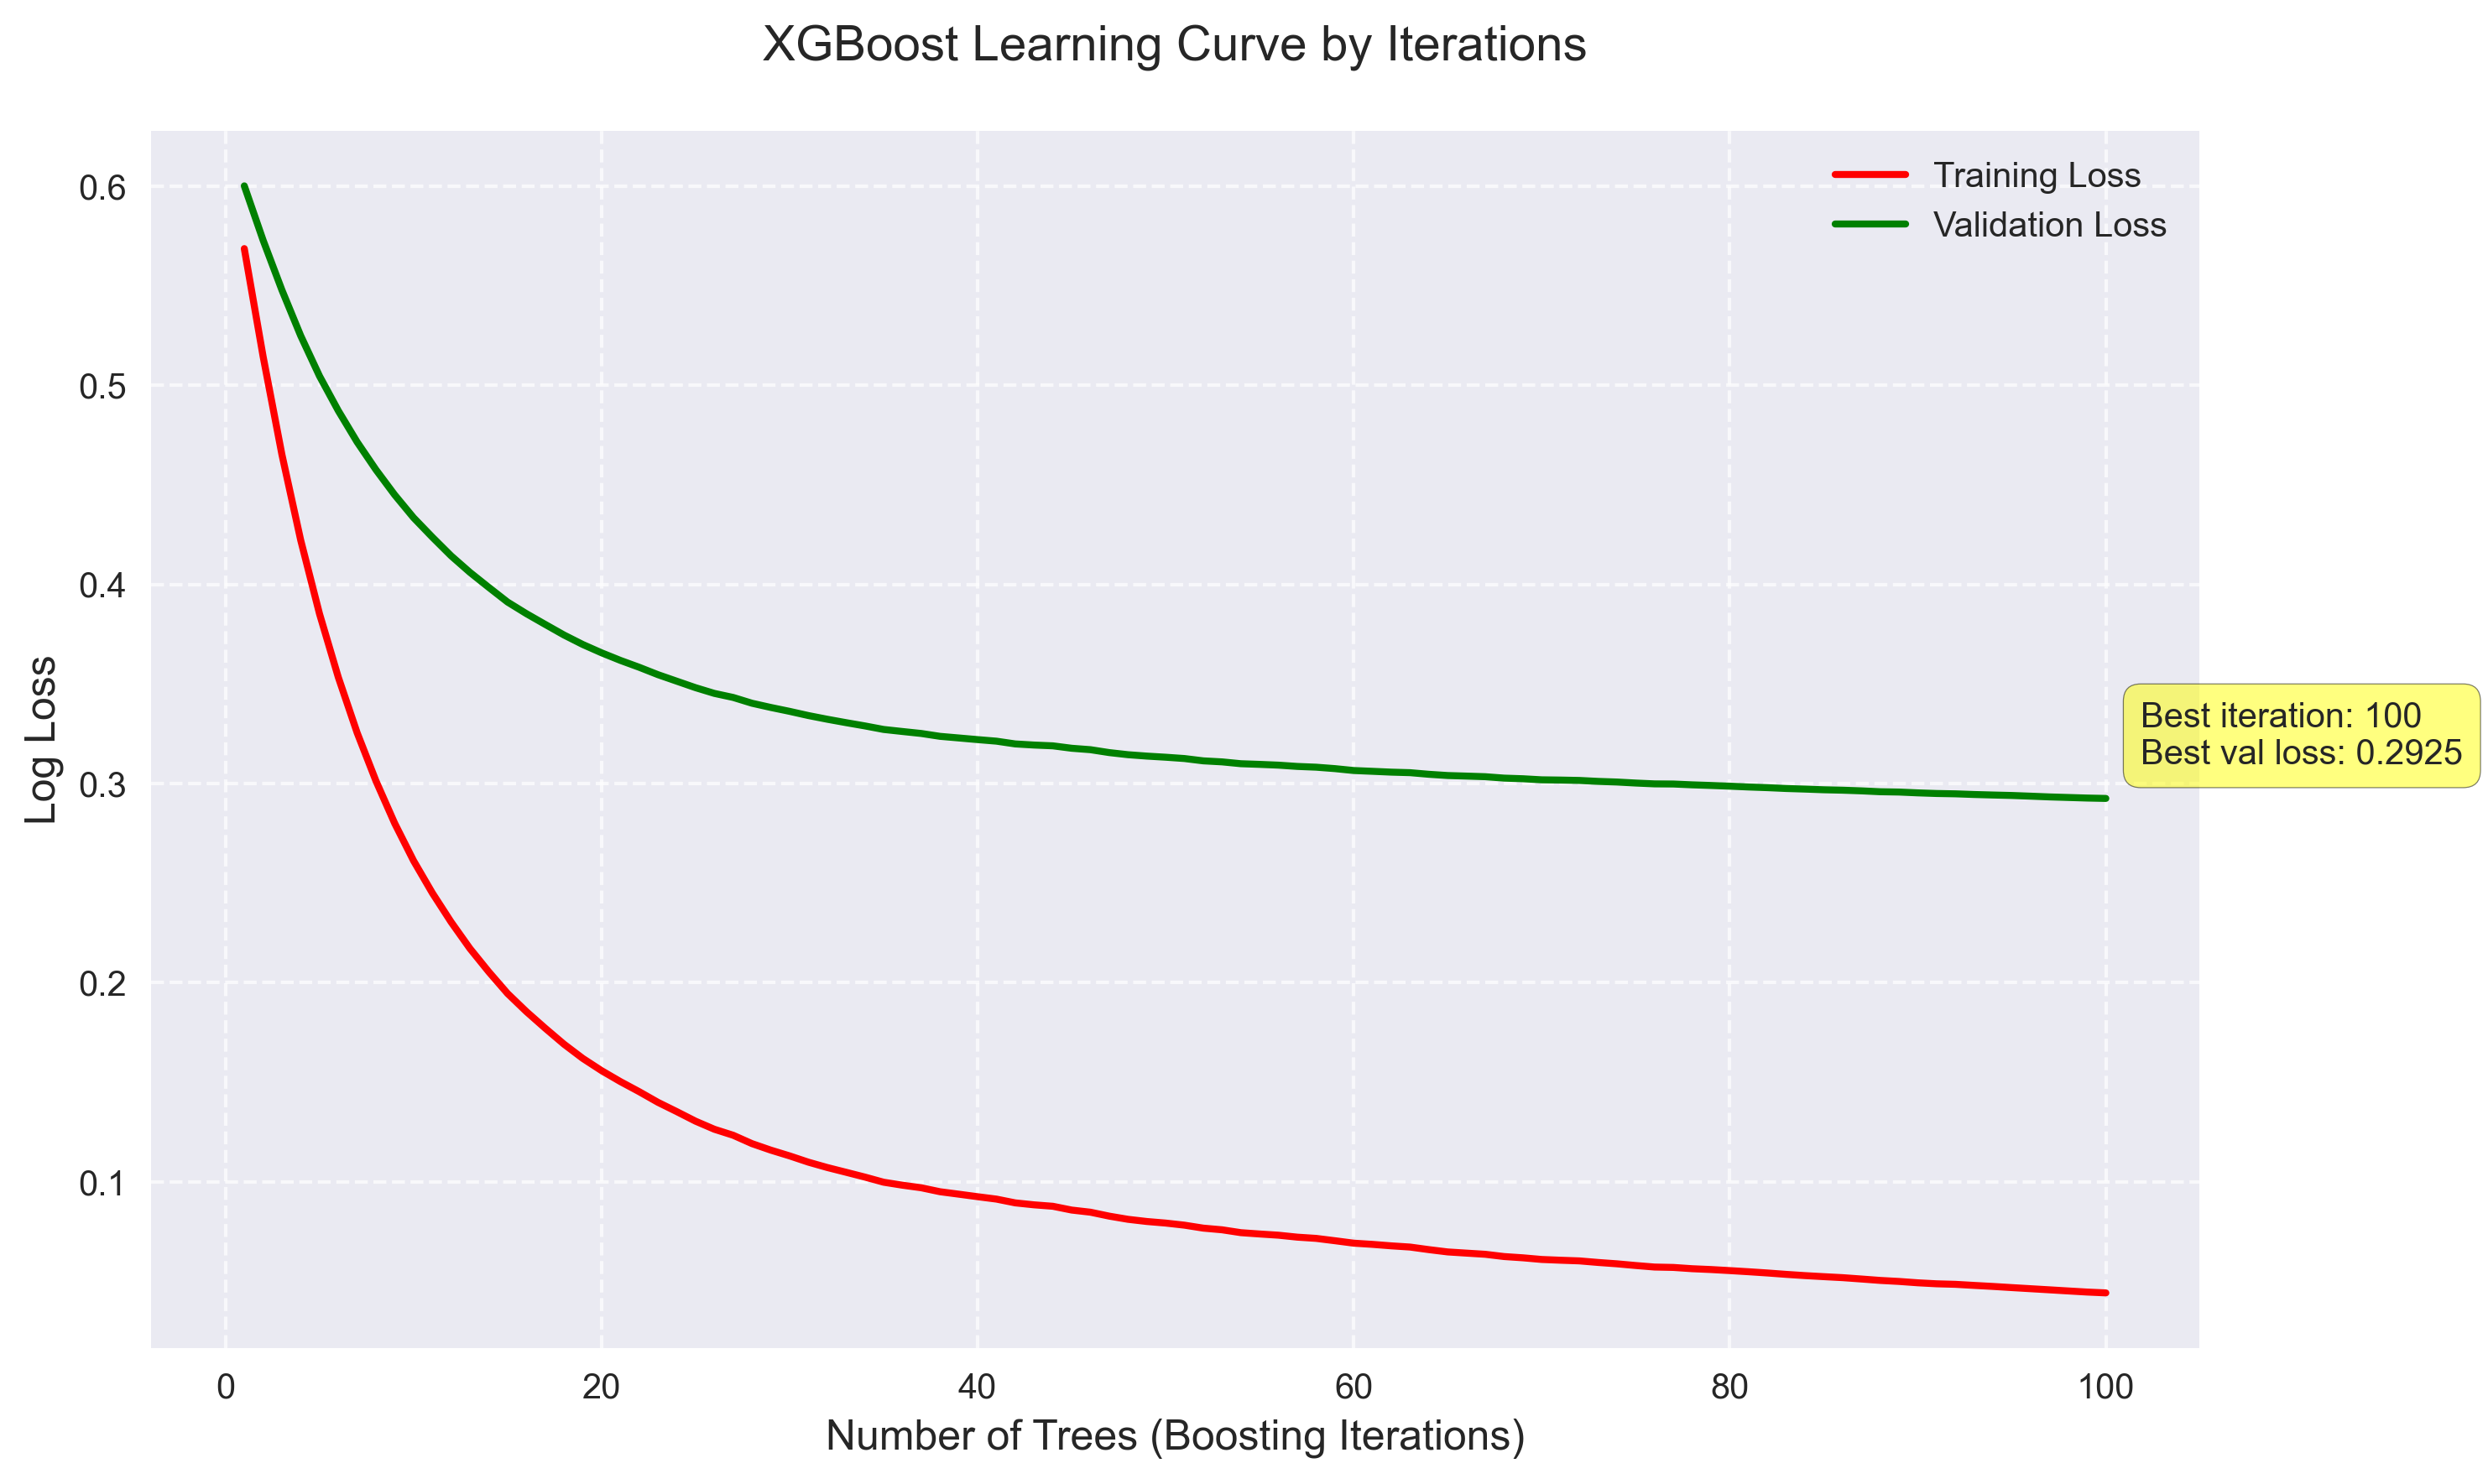 XGBoost Learning Curve by Iterations
Training Loss
Validation Loss
0.6
0.5
0.4
0.3
0.2
0.1
Log Loss
Best iteration: 100
Best val loss: 0.2925
0
20
40
60
80
100
Number of Trees (Boosting Iterations)